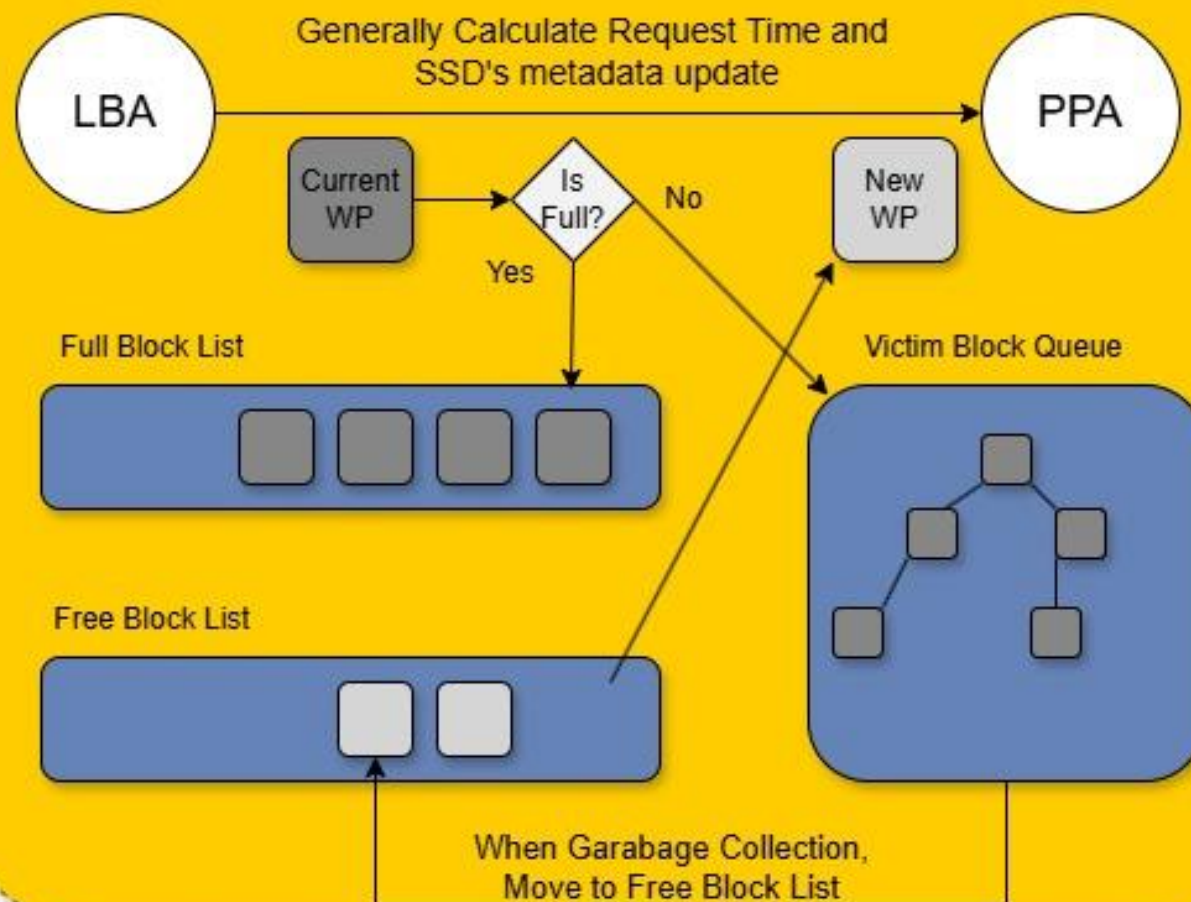 Generally Calculate Request Time and
SSD's metadata update
LBA
PPA
Current
WP
Is
Full?
No
New
WP
Yes
Full Block List
Victim Block Queue
Free Block List
When Garabage Collection,
Move to Free Block List